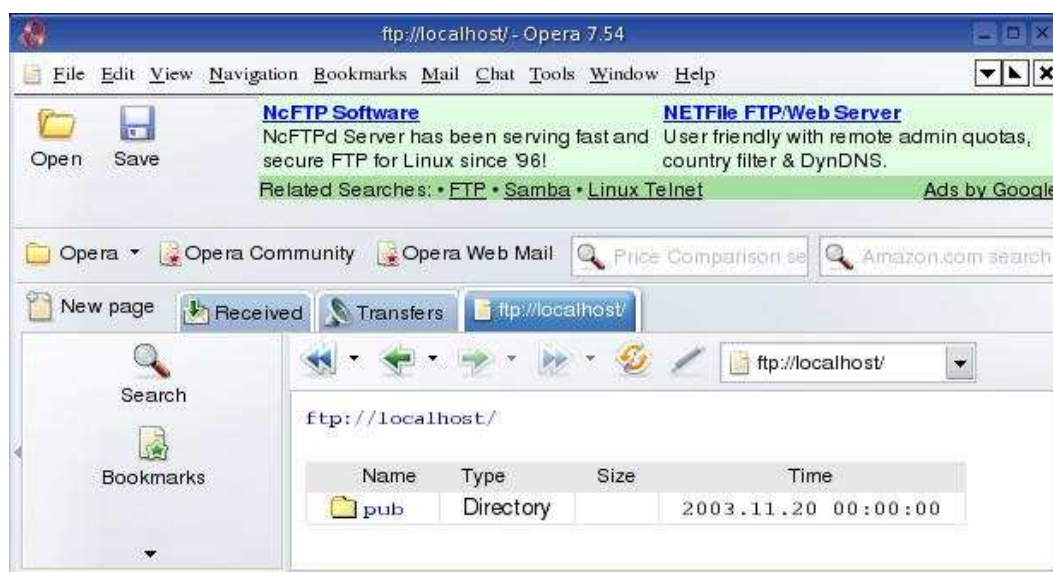 ftp://localhost/ - Opera 7.54
File Edit View Navigation Bookmarks Mail Chat Tools Window Help
Open Save
NcFTP Software
NcFTPd Server has been serving fast and
secure FTP for Linux since '96!
NETFile FTP/Web Server
User friendly with remote admin quotas,
country filter & DynDNS.
Related Searches: • FTP • Samba • Linux Telnet
Ads by Google
Opera Opera Community Opera Web Mail Price Comparison se Amazon.com search
New page Received Transfers ftp://localhost/
Search
Bookmarks
ftp://localhost/
ftp://localhost/
Name Type Size Time
pub Directory 2003.11.20 00:00:00